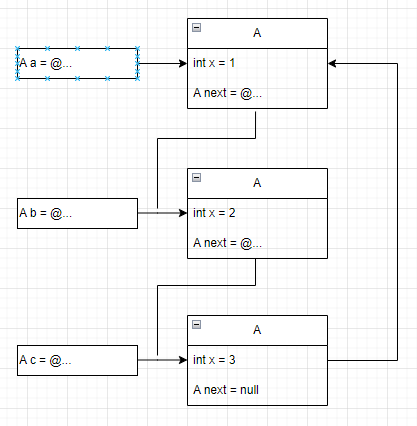 A
A a = @...
int x = 1
A next = @...
A
A b = @...
int x = 2
A next = @...
A
A c = @...
int x = 3
A next = null